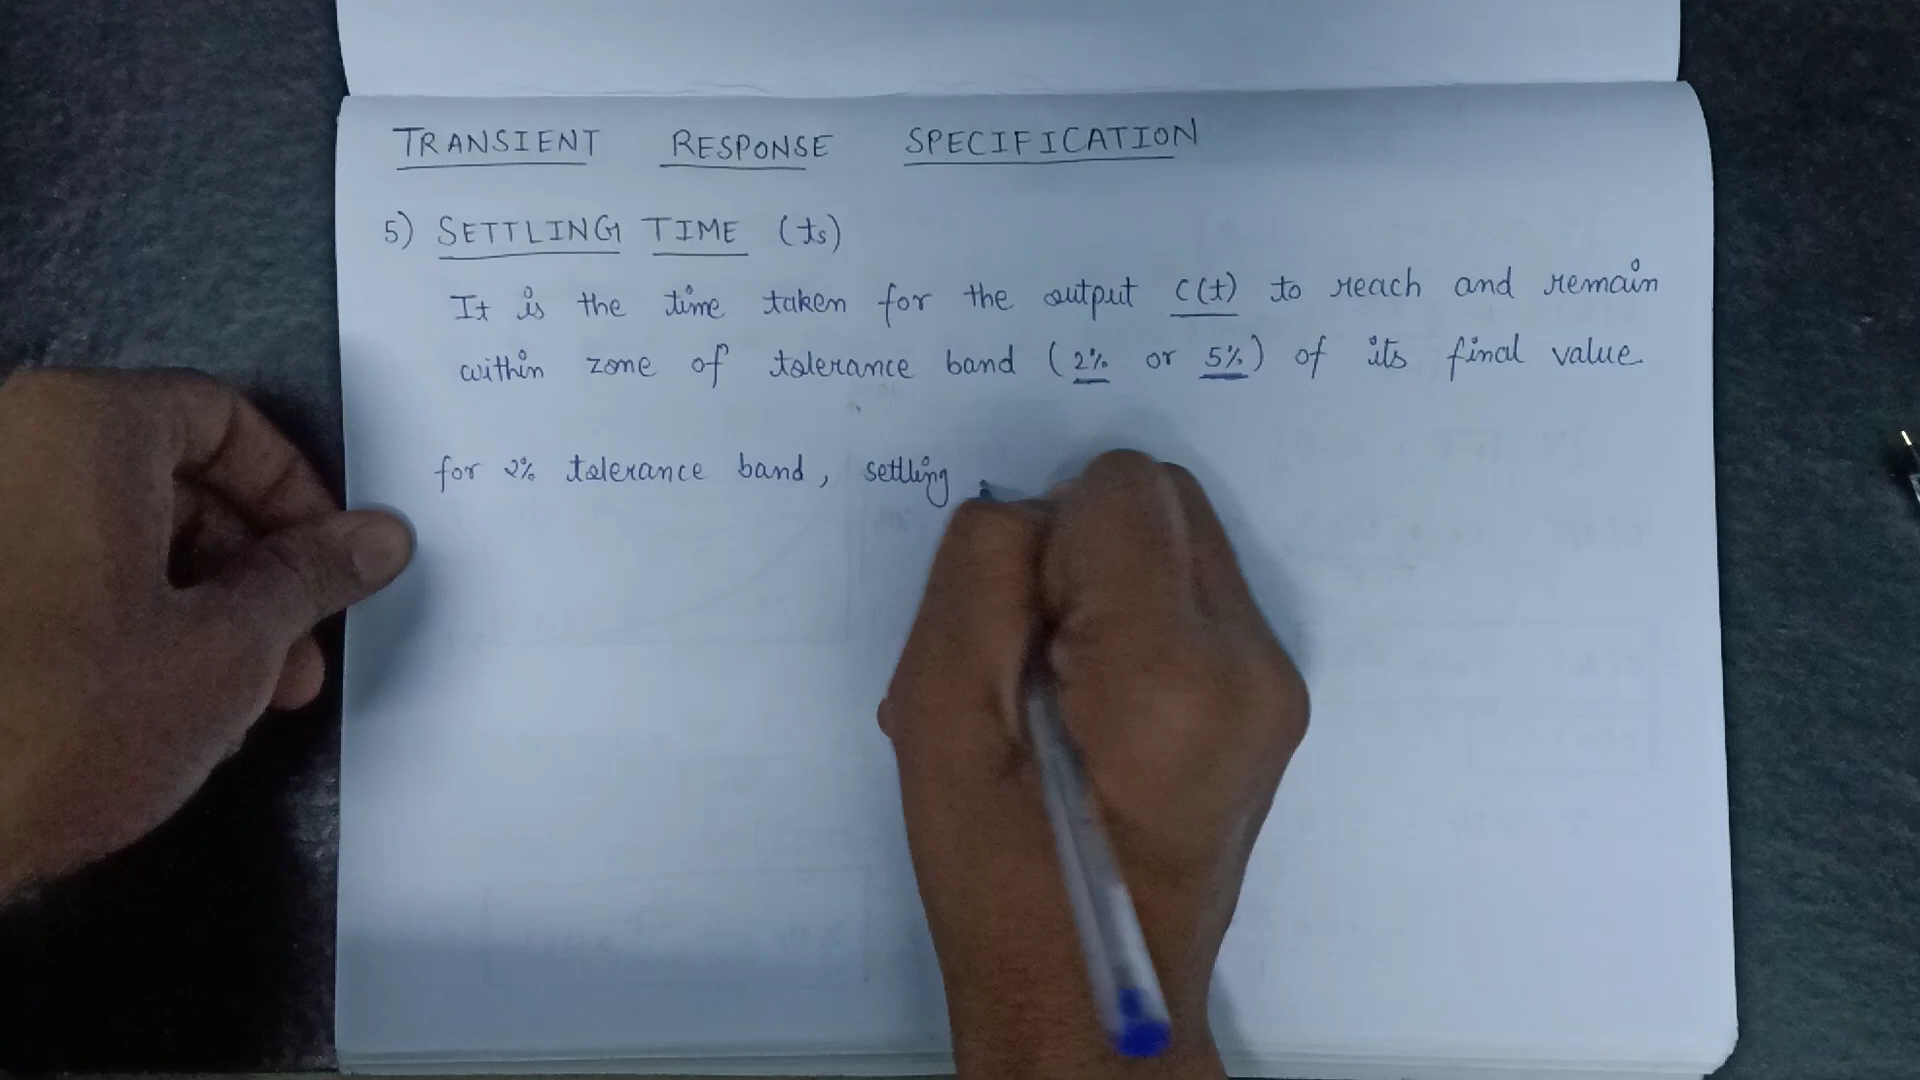 TRANSIENT RESPONSE SPECIFICATION
5) SETTLING TIME (ts)
It is the time taken for the output c(t) to reach and remain
within zone of tolerance band (2% or 5%) of its final value
for 2% tolerance band, settling